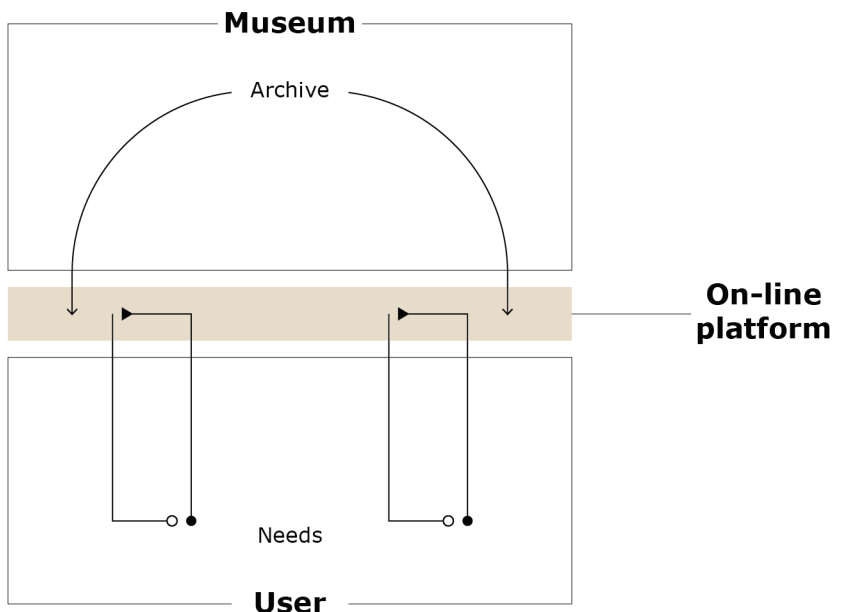 Museum
Archive
On-line
platform
Needs
User